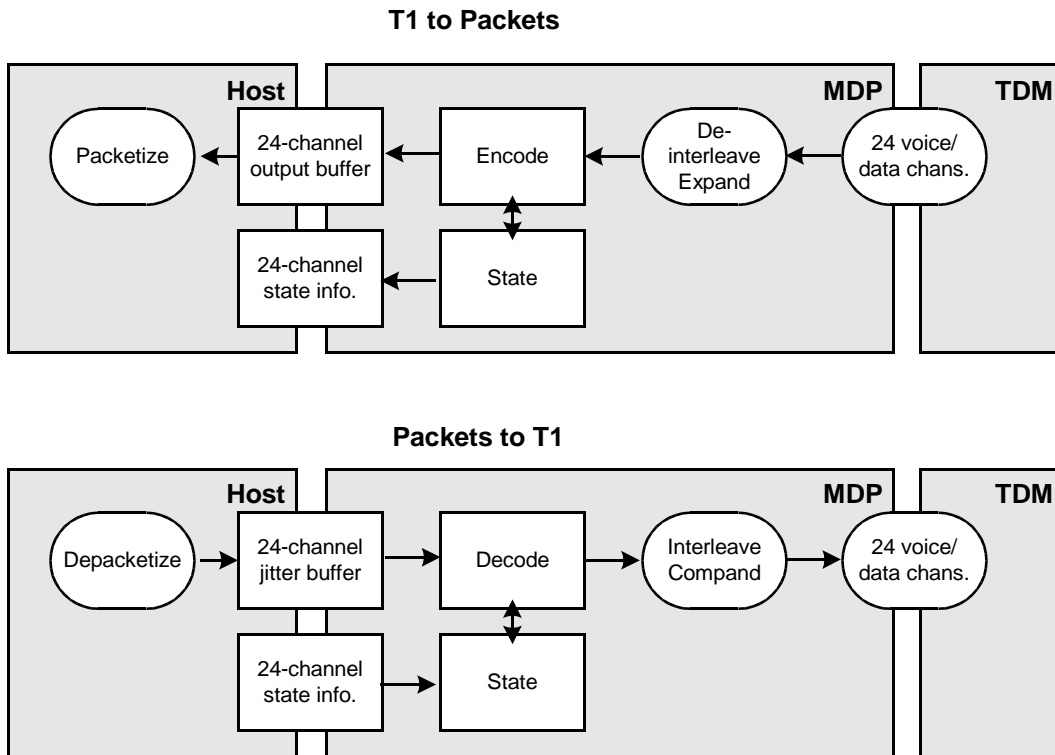 T1 to Packets
Host
MDP
TDM
Packetize
24-channel
output buffer
Encode
De-
interleave
Expand
24 voice/
data chans.
24-channel
state info.
State
Packets to T1
Host
MDP
TDM
Depacketize
24-channel
jitter buffer
Decode
Interleave
Compand
24 voice/
data chans.
24-channel
state info.
State